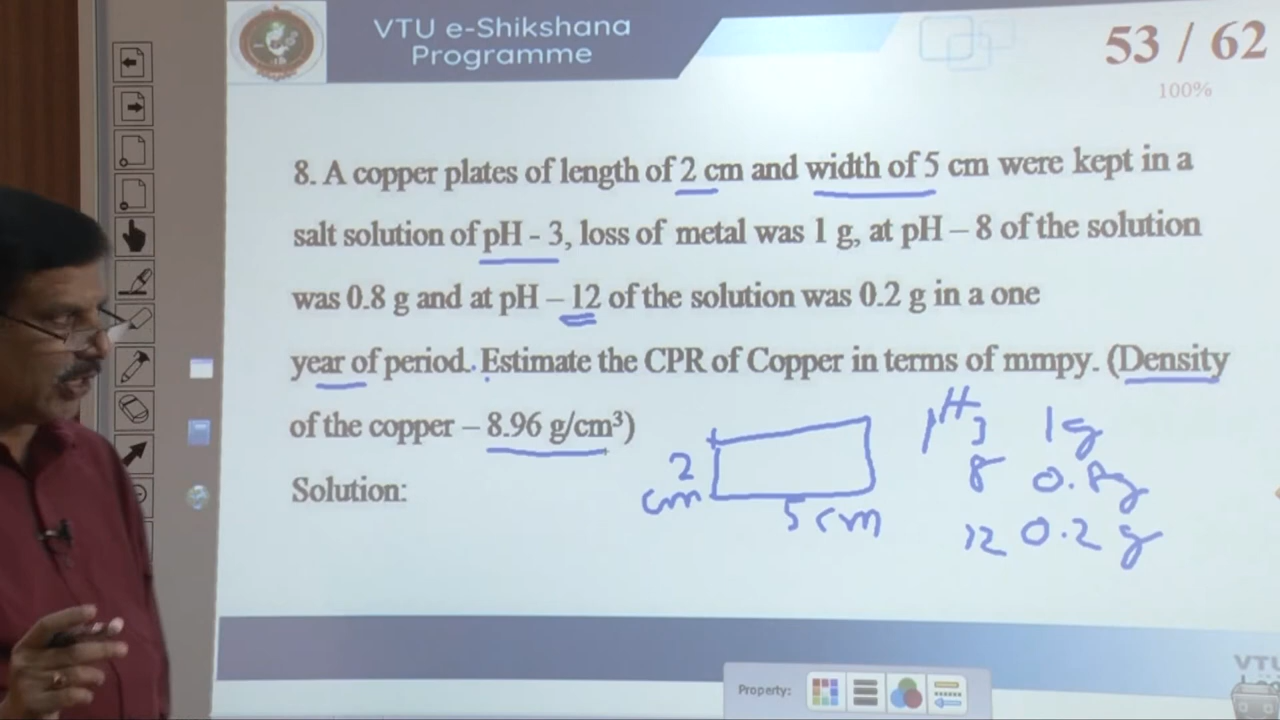 VTU e-Shikshana
Programme
53 / 62
100%
8. A copper plates of length of 2 cm and width of 5 cm were kept in a
salt solution of pH - 3, loss of metal was 1 g, at pH – 8 of the solution
was 0.8 g and at pH – 12 of the solution was 0.2 g in a one
year of period. Estimate the CPR of Copper in terms of mmpy. (Density
of the copper – 8.96 g/cm³)
Solution:
2
cm
5 cm
pH
3 1g
8 0.8g
12 0.2 g
Property:
VTU